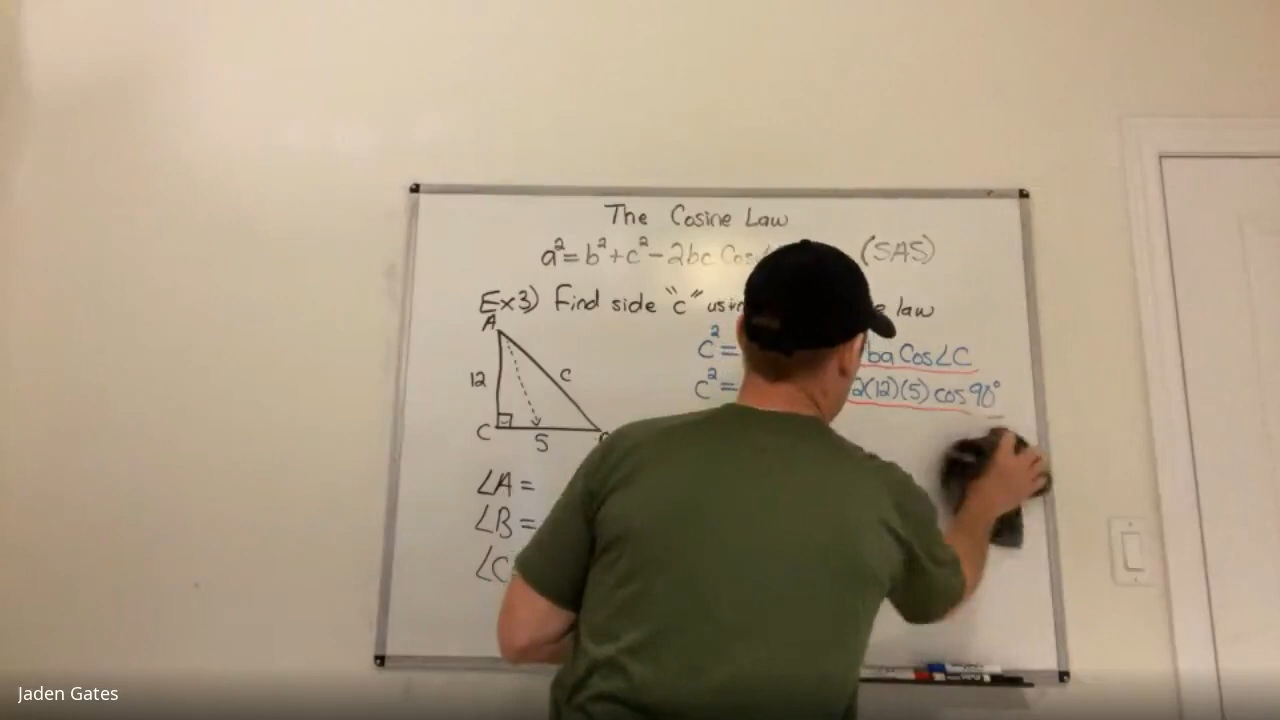 The Cosine Law
a²=b²+c²-2bc Cos (SAS)
Ex3) Find side "c" law
A
12
c
C
5
c²= ba Cos∠C
c²= 2(12)(5) cos 90°
∠A=
∠B=
∠C
Jaden Gates